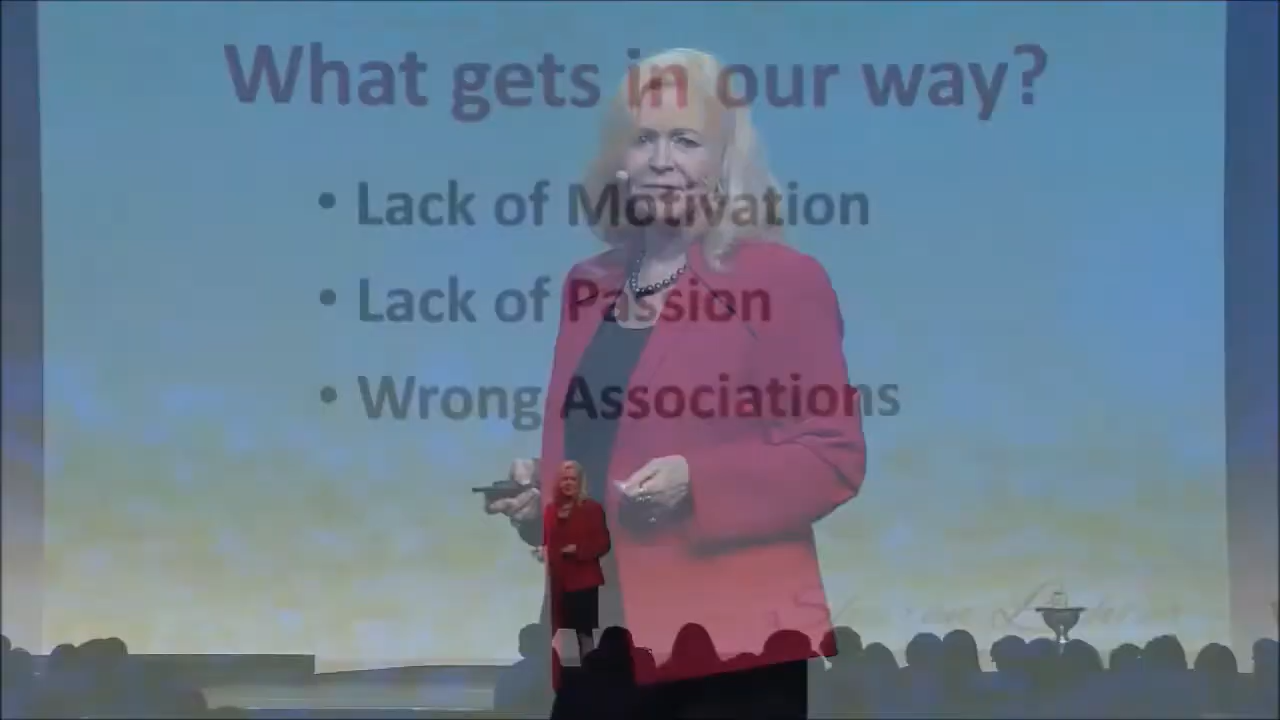 What gets in our way?
• Lack of Motivation
• Lack of Passion
• Wrong Associations